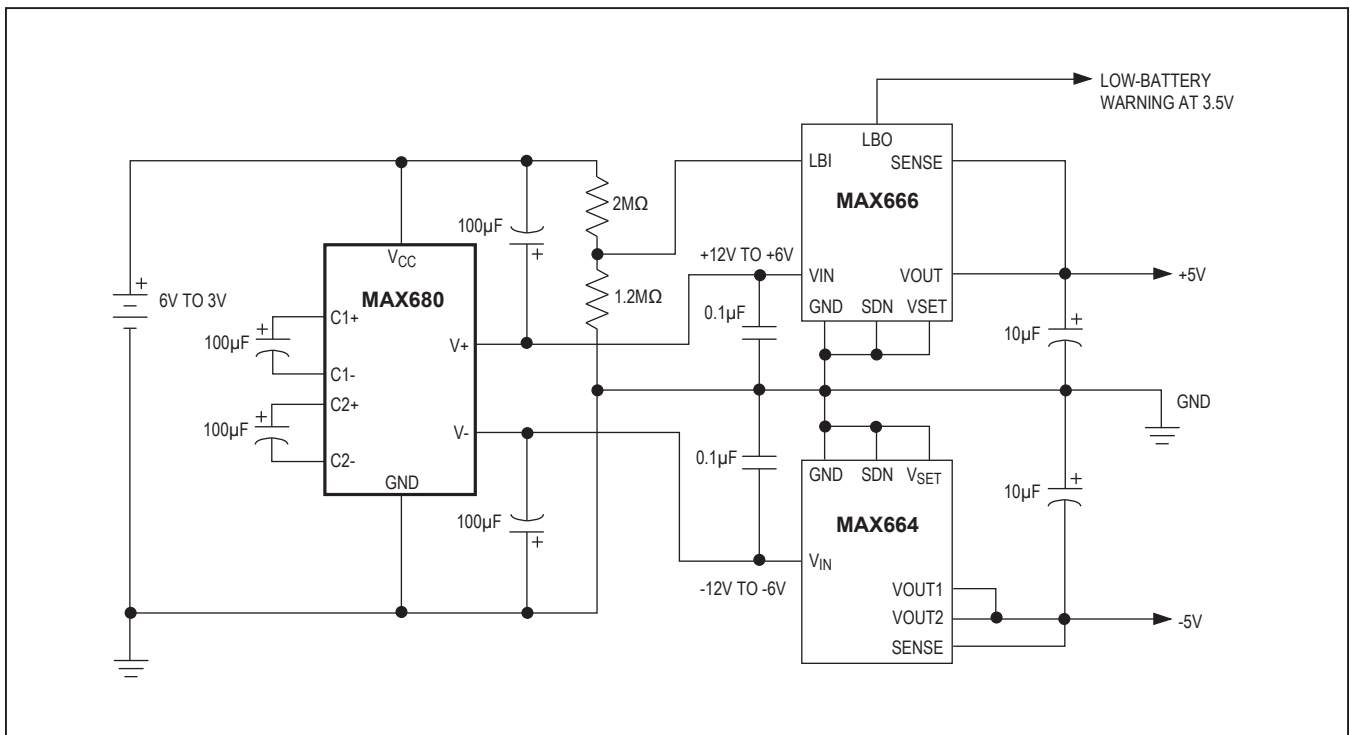 LOW-BATTERY
WARNING AT 3.5V
LBO
LBI
SENSE
MAX666
2MΩ
100µF
+
VCC
+12V TO +6V
VIN
VOUT
+5V
+
6V TO 3V
MAX680
1.2MΩ
C1+
0.1µF
GND SDN VSET
10µF
+
+
100µF
V+
C1-
C2+
GND
+
100µF
V-
0.1µF
C2-
GND SDN VSET
10µF
+
GND
100µF
+
MAX664
VIN
-12V TO -6V
VOUT1
VOUT2
-5V
SENSE